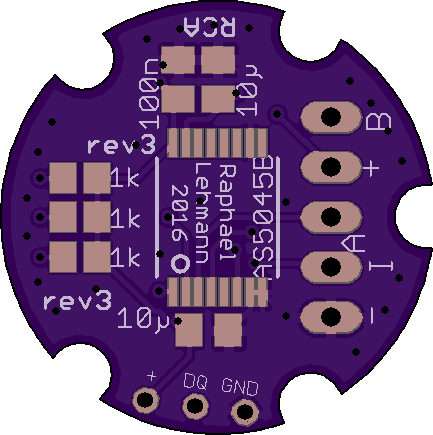 RCA
100n
10µ
B
rev3
+
1k
1k
1k
Raphael
Lehmann
2016
AS5045B
A
I
rev3
10µ
-
+
DQ
GND